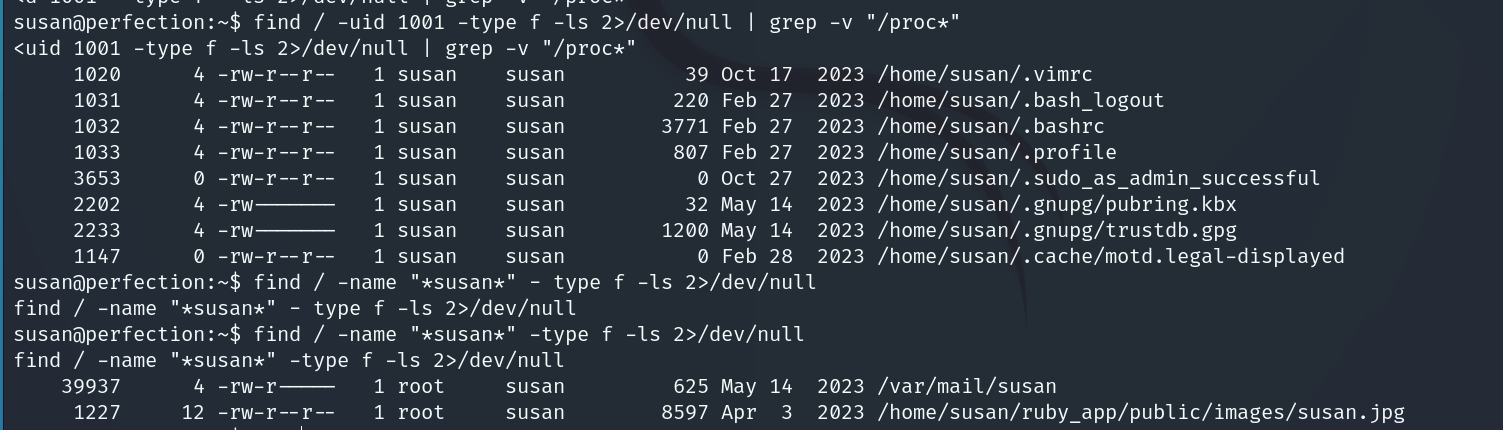 susan@perfection:~$ find / -uid 1001 -type f -ls 2>/dev/null | grep -v "/proc*"
<uid 1001 -type f -ls 2>/dev/null | grep -v "/proc*"
     1020      4 -rw-r--r--   1 susan    susan          39 Oct 17  2023 /home/susan/.vimrc
     1031      4 -rw-r--r--   1 susan    susan         220 Feb 27  2023 /home/susan/.bash_logout
     1032      4 -rw-r--r--   1 susan    susan        3771 Feb 27  2023 /home/susan/.bashrc
     1033      4 -rw-r--r--   1 susan    susan         807 Feb 27  2023 /home/susan/.profile
     3653      0 -rw-r--r--   1 susan    susan           0 Oct 27  2023 /home/susan/.sudo_as_admin_successful
     2202      4 -rw-------   1 susan    susan          32 May 14  2023 /home/susan/.gnupg/pubring.kbx
     2233      4 -rw-------   1 susan    susan        1200 May 14  2023 /home/susan/.gnupg/trustdb.gpg
     1147      0 -rw-r--r--   1 susan    susan           0 Feb 28  2023 /home/susan/.cache/motd.legal-displayed
susan@perfection:~$ find / -name "*susan*" - type f -ls 2>/dev/null
find / -name "*susan*" - type f -ls 2>/dev/null
susan@perfection:~$ find / -name "*susan*" -type f -ls 2>/dev/null
find / -name "*susan*" -type f -ls 2>/dev/null
    39937      4 -rw-r-----   1 root     susan         625 May 14  2023 /var/mail/susan
     1227     12 -rw-r--r--   1 root     susan        8597 Apr  3  2023 /home/susan/ruby_app/public/images/susan.jpg